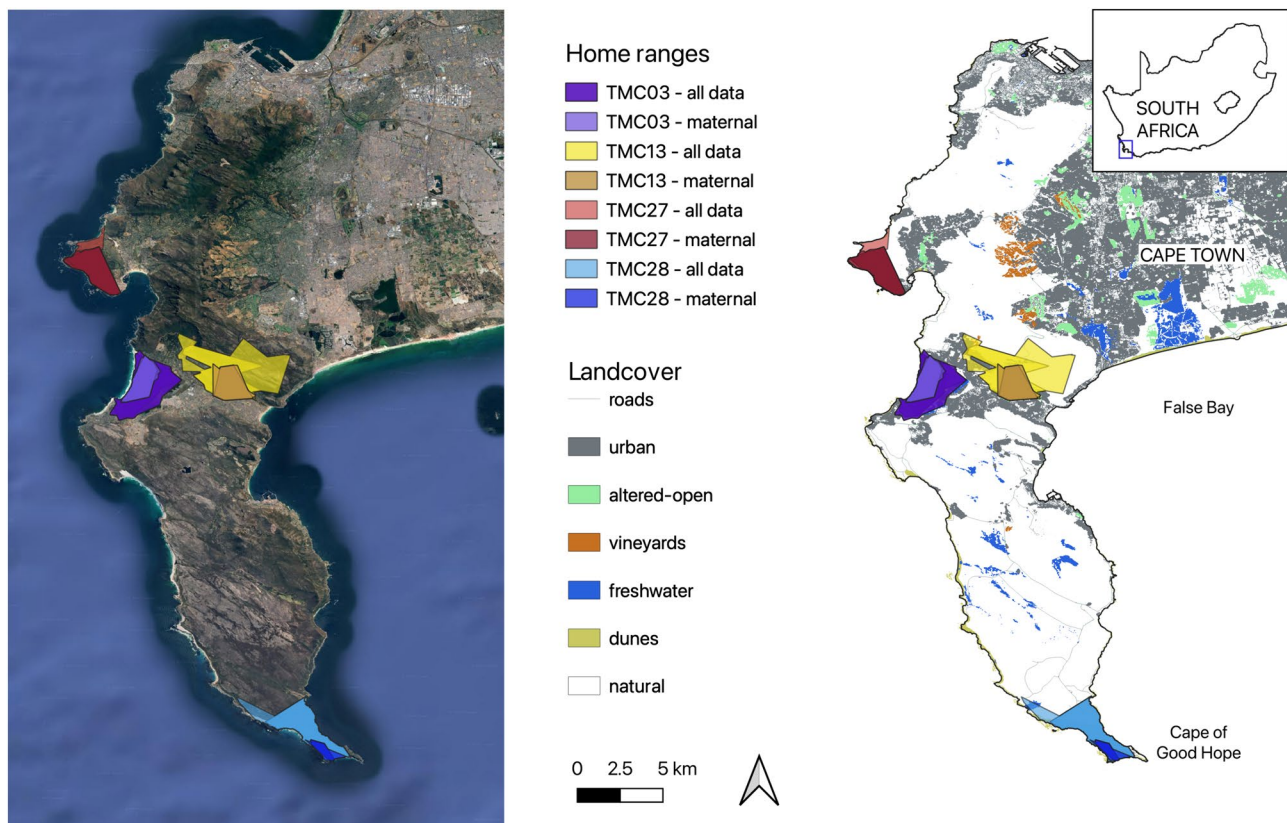 Home ranges
TMC03 - all data
TMC03 - maternal
TMC13 - all data
TMC13 - maternal
TMC27 - all data
TMC27 - maternal
TMC28 - all data
TMC28 - maternal
Landcover
roads
urban
altered-open
vineyards
freshwater
dunes
natural
0 2.5 5 km
SOUTH
AFRICA
CAPE TOWN
False Bay
Cape of
Good Hope